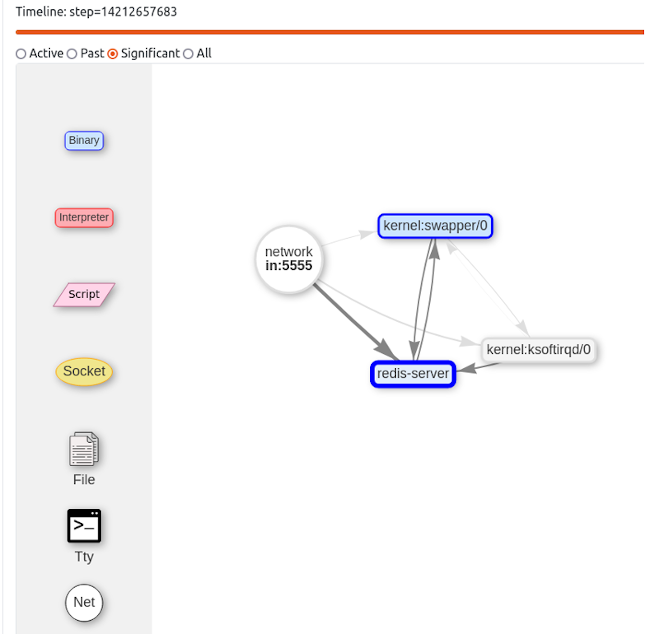 Timeline: step=14212657683
Active Past Significant All
Binary
Interpreter
Script
Socket
File
>_
Tty
Net
network
in:5555
kernel:swapper/0
kernel:ksoftirqd/0
redis-server